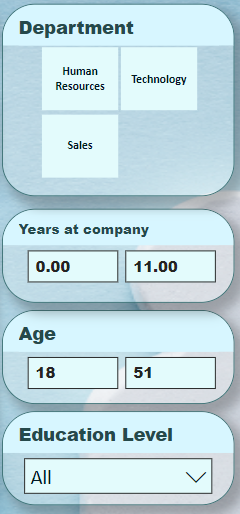 Department
Human
Resources
Technology
Sales
Years at company
0.00 11.00
Age
18 51
Education Level
All